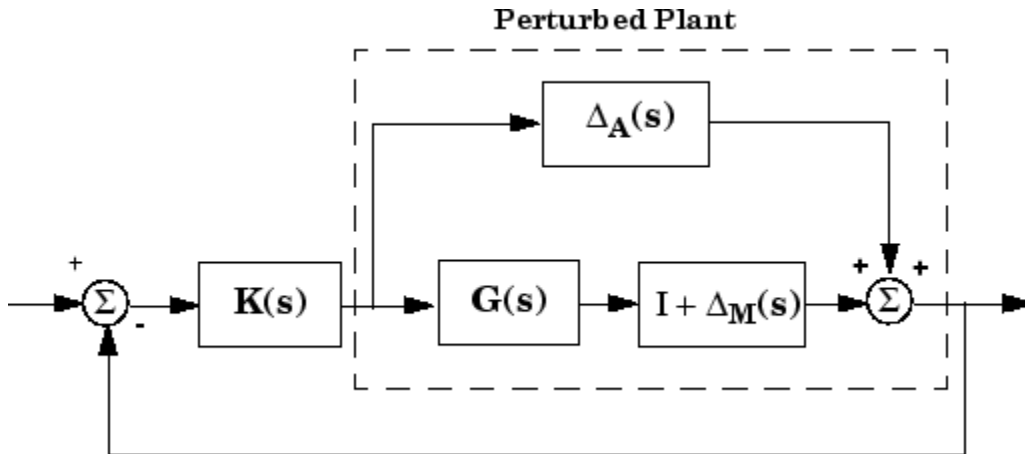 Perturbed Plant
Δ_A(s)
+
Σ
-
K(s)
G(s)
I + Δ_M(s)
+
+
Σ